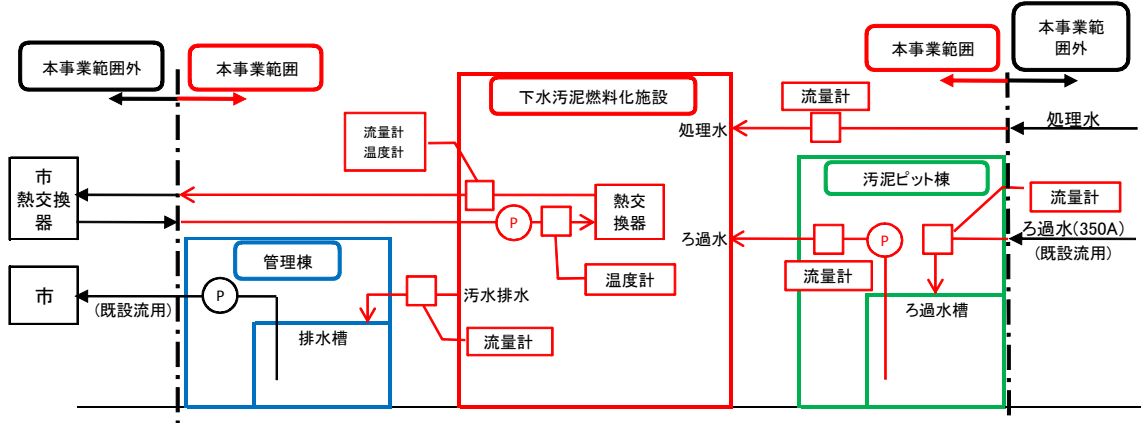 本事業範囲外
本事業範囲
本事業範囲
本事業範
囲外
下水汚泥燃料化施設
流量計
処理水
処理水
流量計
温度計
市
熱交換
器
熱交
換器
汚泥ピット棟
流量計
P
P
ろ過水
ろ過水(350A)
(既設流用)
管理棟
温度計
流量計
市
(既設流用)
P
汚水排水
排水槽
流量計
ろ過水槽